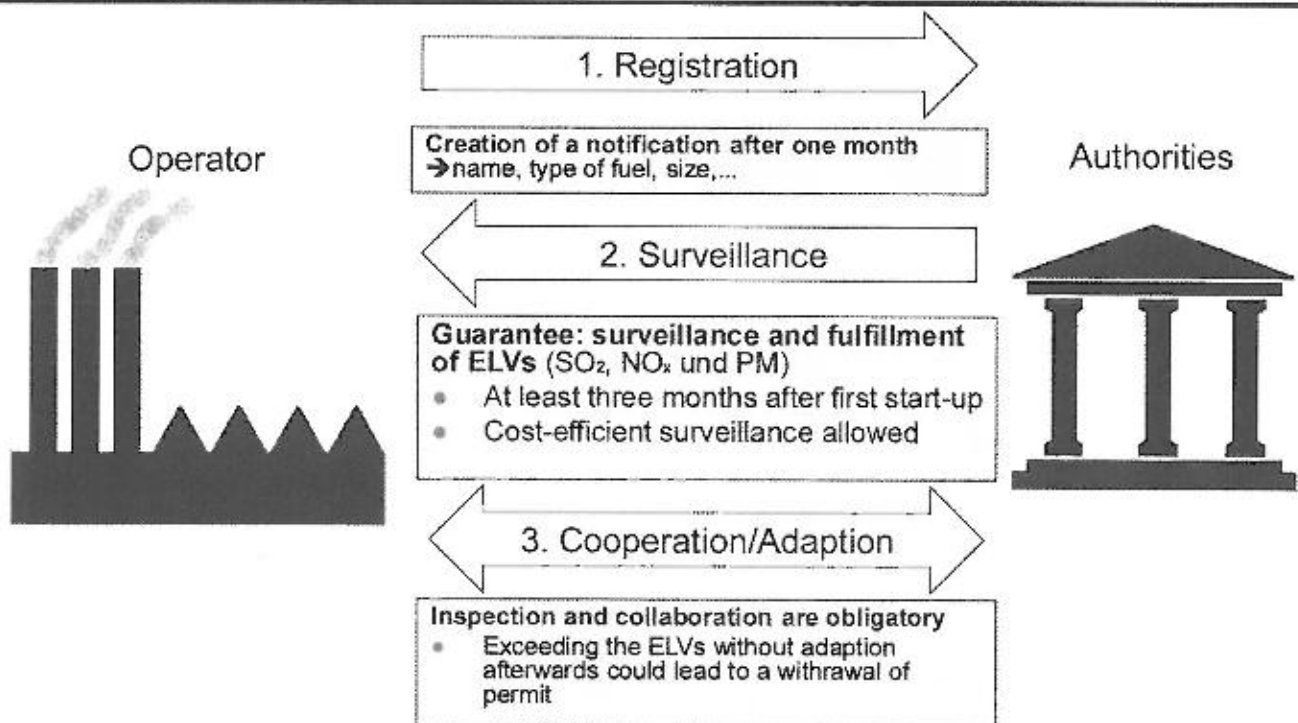 1. Registration
Operator
Creation of a notification after one month
➔name, type of fuel, size,...
Authorities
2. Surveillance
Guarantee: surveillance and fulfillment
of ELVs (SO₂, NOₓ und PM)
• At least three months after first start-up
• Cost-efficient surveillance allowed
3. Cooperation/Adaption
Inspection and collaboration are obligatory
• Exceeding the ELVs without adaption
afterwards could lead to a withrawal of
permit